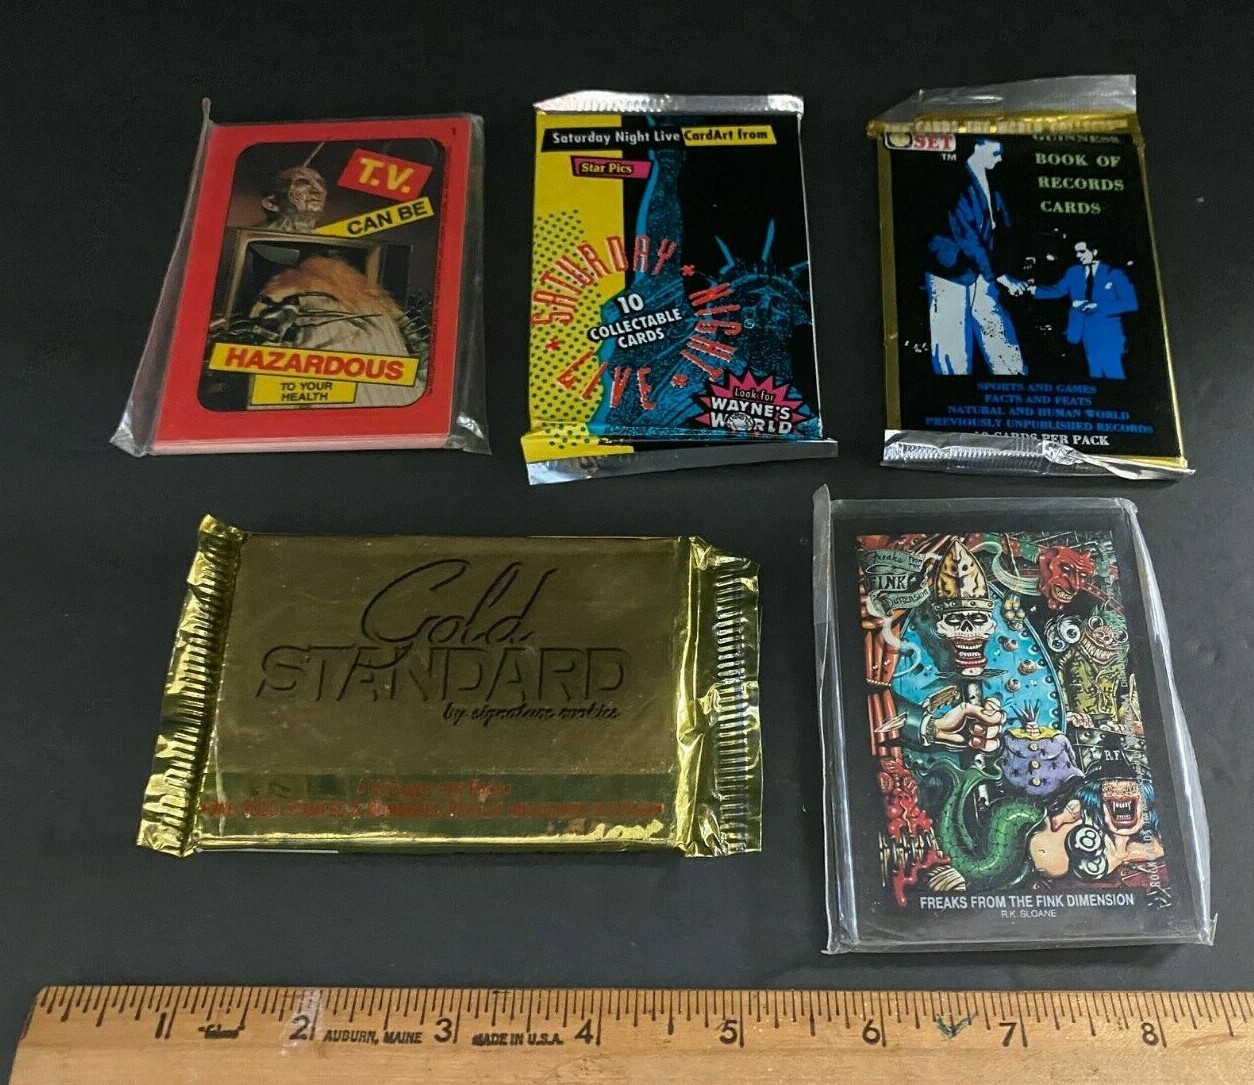 1
T.V.
CAN BE
HAZARDOUS
TO YOUR
HEALTH
Saturday Night Live CardArt from
Star Pics
SATURDAY
NIGHT
LIVE
10
COLLECTABLE
CARDS
Look for
WAYNE'S
WORLD
SET
TM
GUINNESS
BOOK OF
RECORDS
CARDS
SPORTS AND GAMES
FACTS AND FEATS
NATURAL AND HUMAN WORLD
PREVIOUSLY UNPUBLISHED RECORDS
CARDS PER PACK
Gold
STANDARD
by signature rookies
FINK
R.F.
FREAKS FROM THE FINK DIMENSION
R.K. SLOANE
1 2 3 4 5 6 7 8
AUBURN, MAINE MADE IN U.S.A.